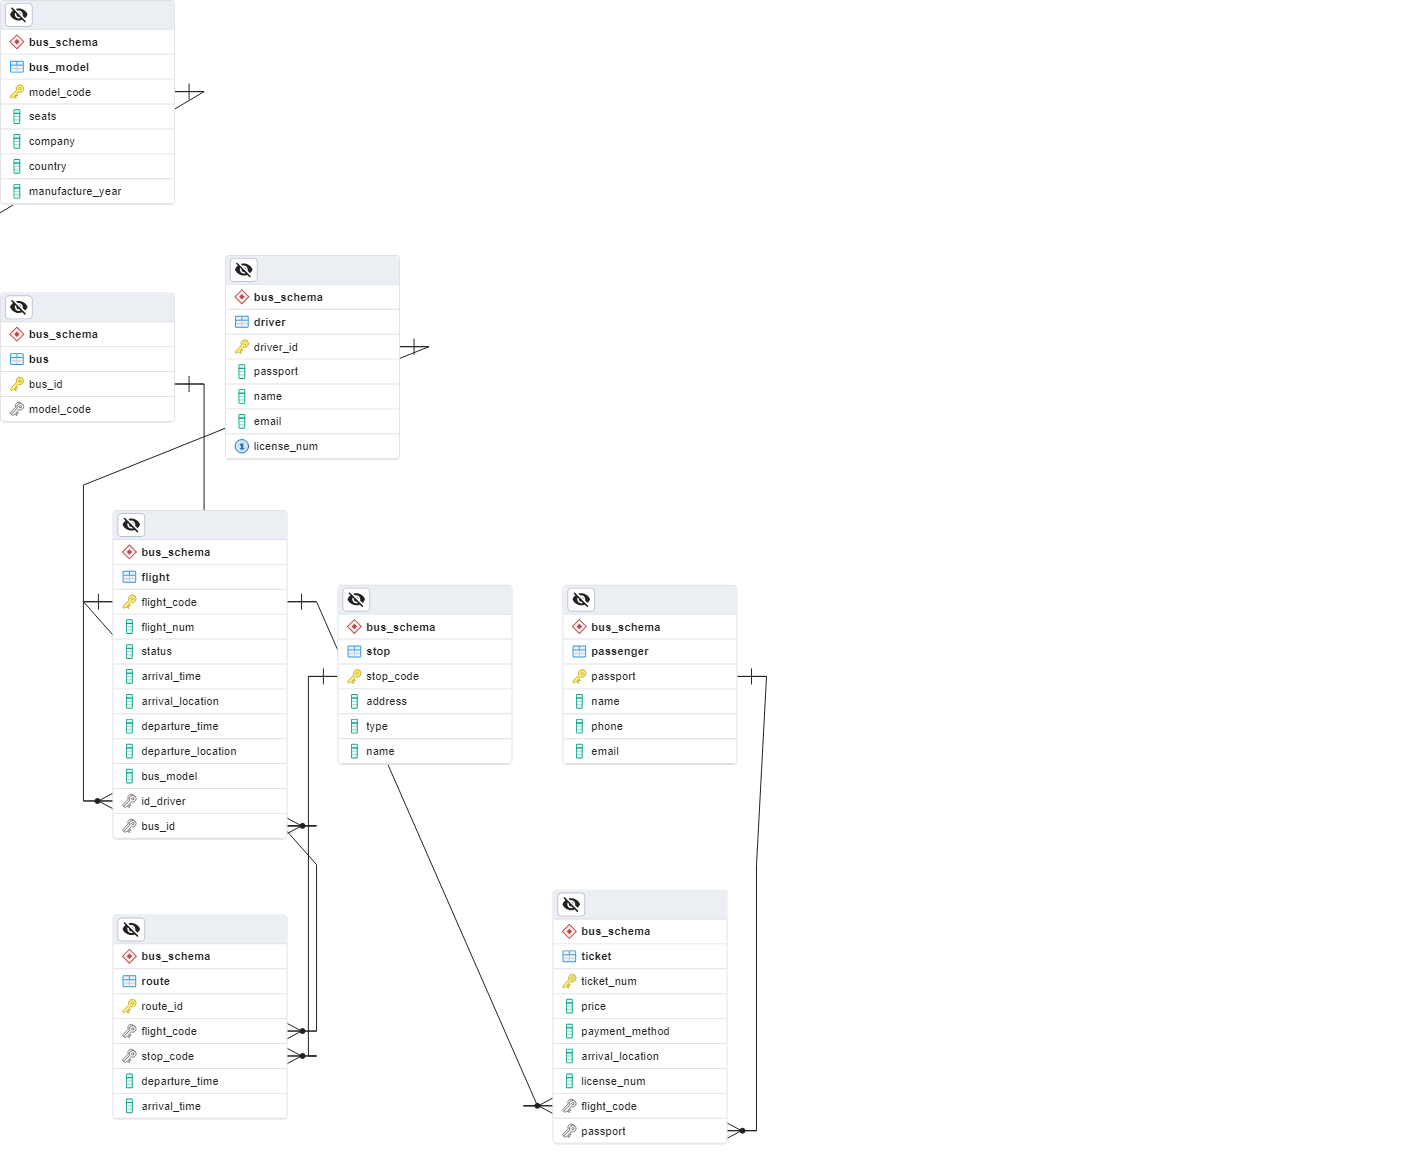 bus_schema
bus_model
model_code
seats
company
country
manufacture_year
bus_schema
driver
driver_id
passport
name
email
1 license_num
bus_schema
bus
bus_id
model_code
bus_schema
flight
flight_code
flight_num
status
arrival_time
arrival_location
departure_time
departure_location
bus_model
id_driver
bus_id
bus_schema
stop
stop_code
address
type
name
bus_schema
passenger
passport
name
phone
email
bus_schema
route
route_id
flight_code
stop_code
departure_time
arrival_time
bus_schema
ticket
ticket_num
price
payment_method
arrival_location
license_num
flight_code
passport